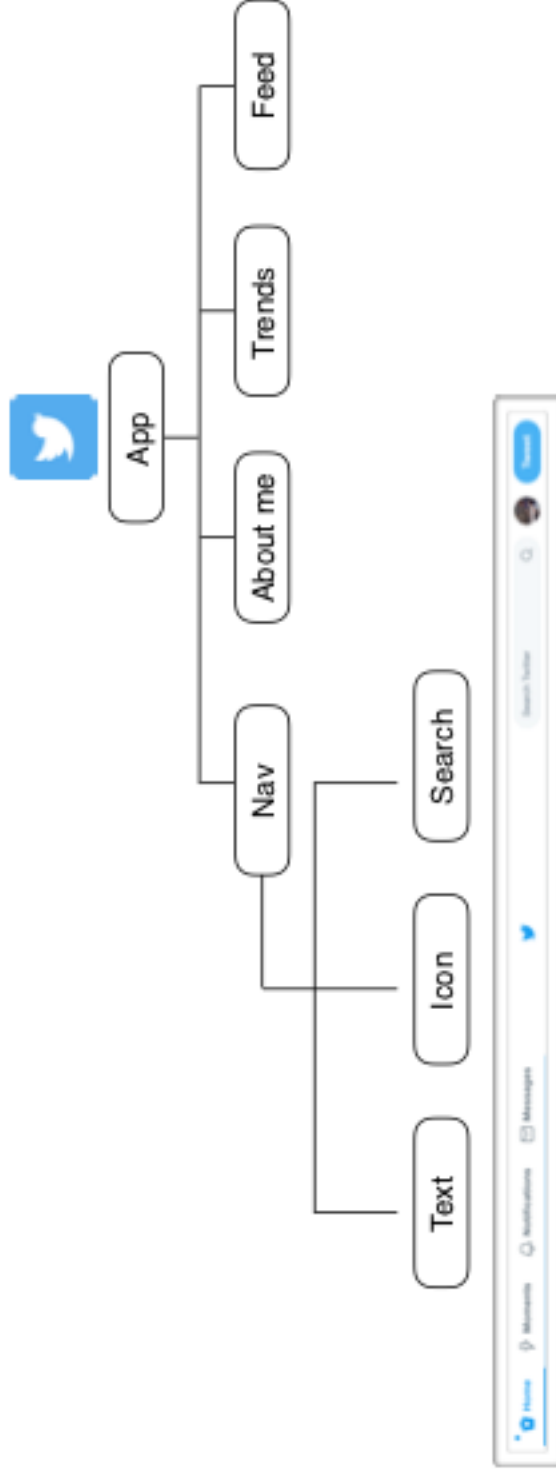 App
Nav
About me
Trends
Feed
Text
Icon
Search
Home
Moments
Notifications
Messages
Search Twitter
Tweet